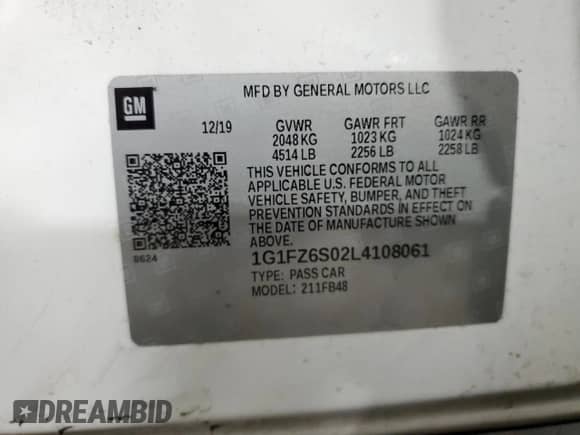 GM
MFD BY GENERAL MOTORS LLC
12/19 GVWR GAWR FRT GAWR RR
2048 KG 1023 KG 1024 KG
4514 LB 2256 LB 2258 LB
THIS VEHICLE CONFORMS TO ALL
APPLICABLE U.S. FEDERAL MOTOR
VEHICLE SAFETY, BUMPER, AND THEFT
PREVENTION STANDARDS IN EFFECT ON
THE DATE OF MANUFACTURE SHOWN
ABOVE.
8624
1G1FZ6S02L4108061
TYPE: PASS CAR
MODEL: 211FB48
DREAMBID